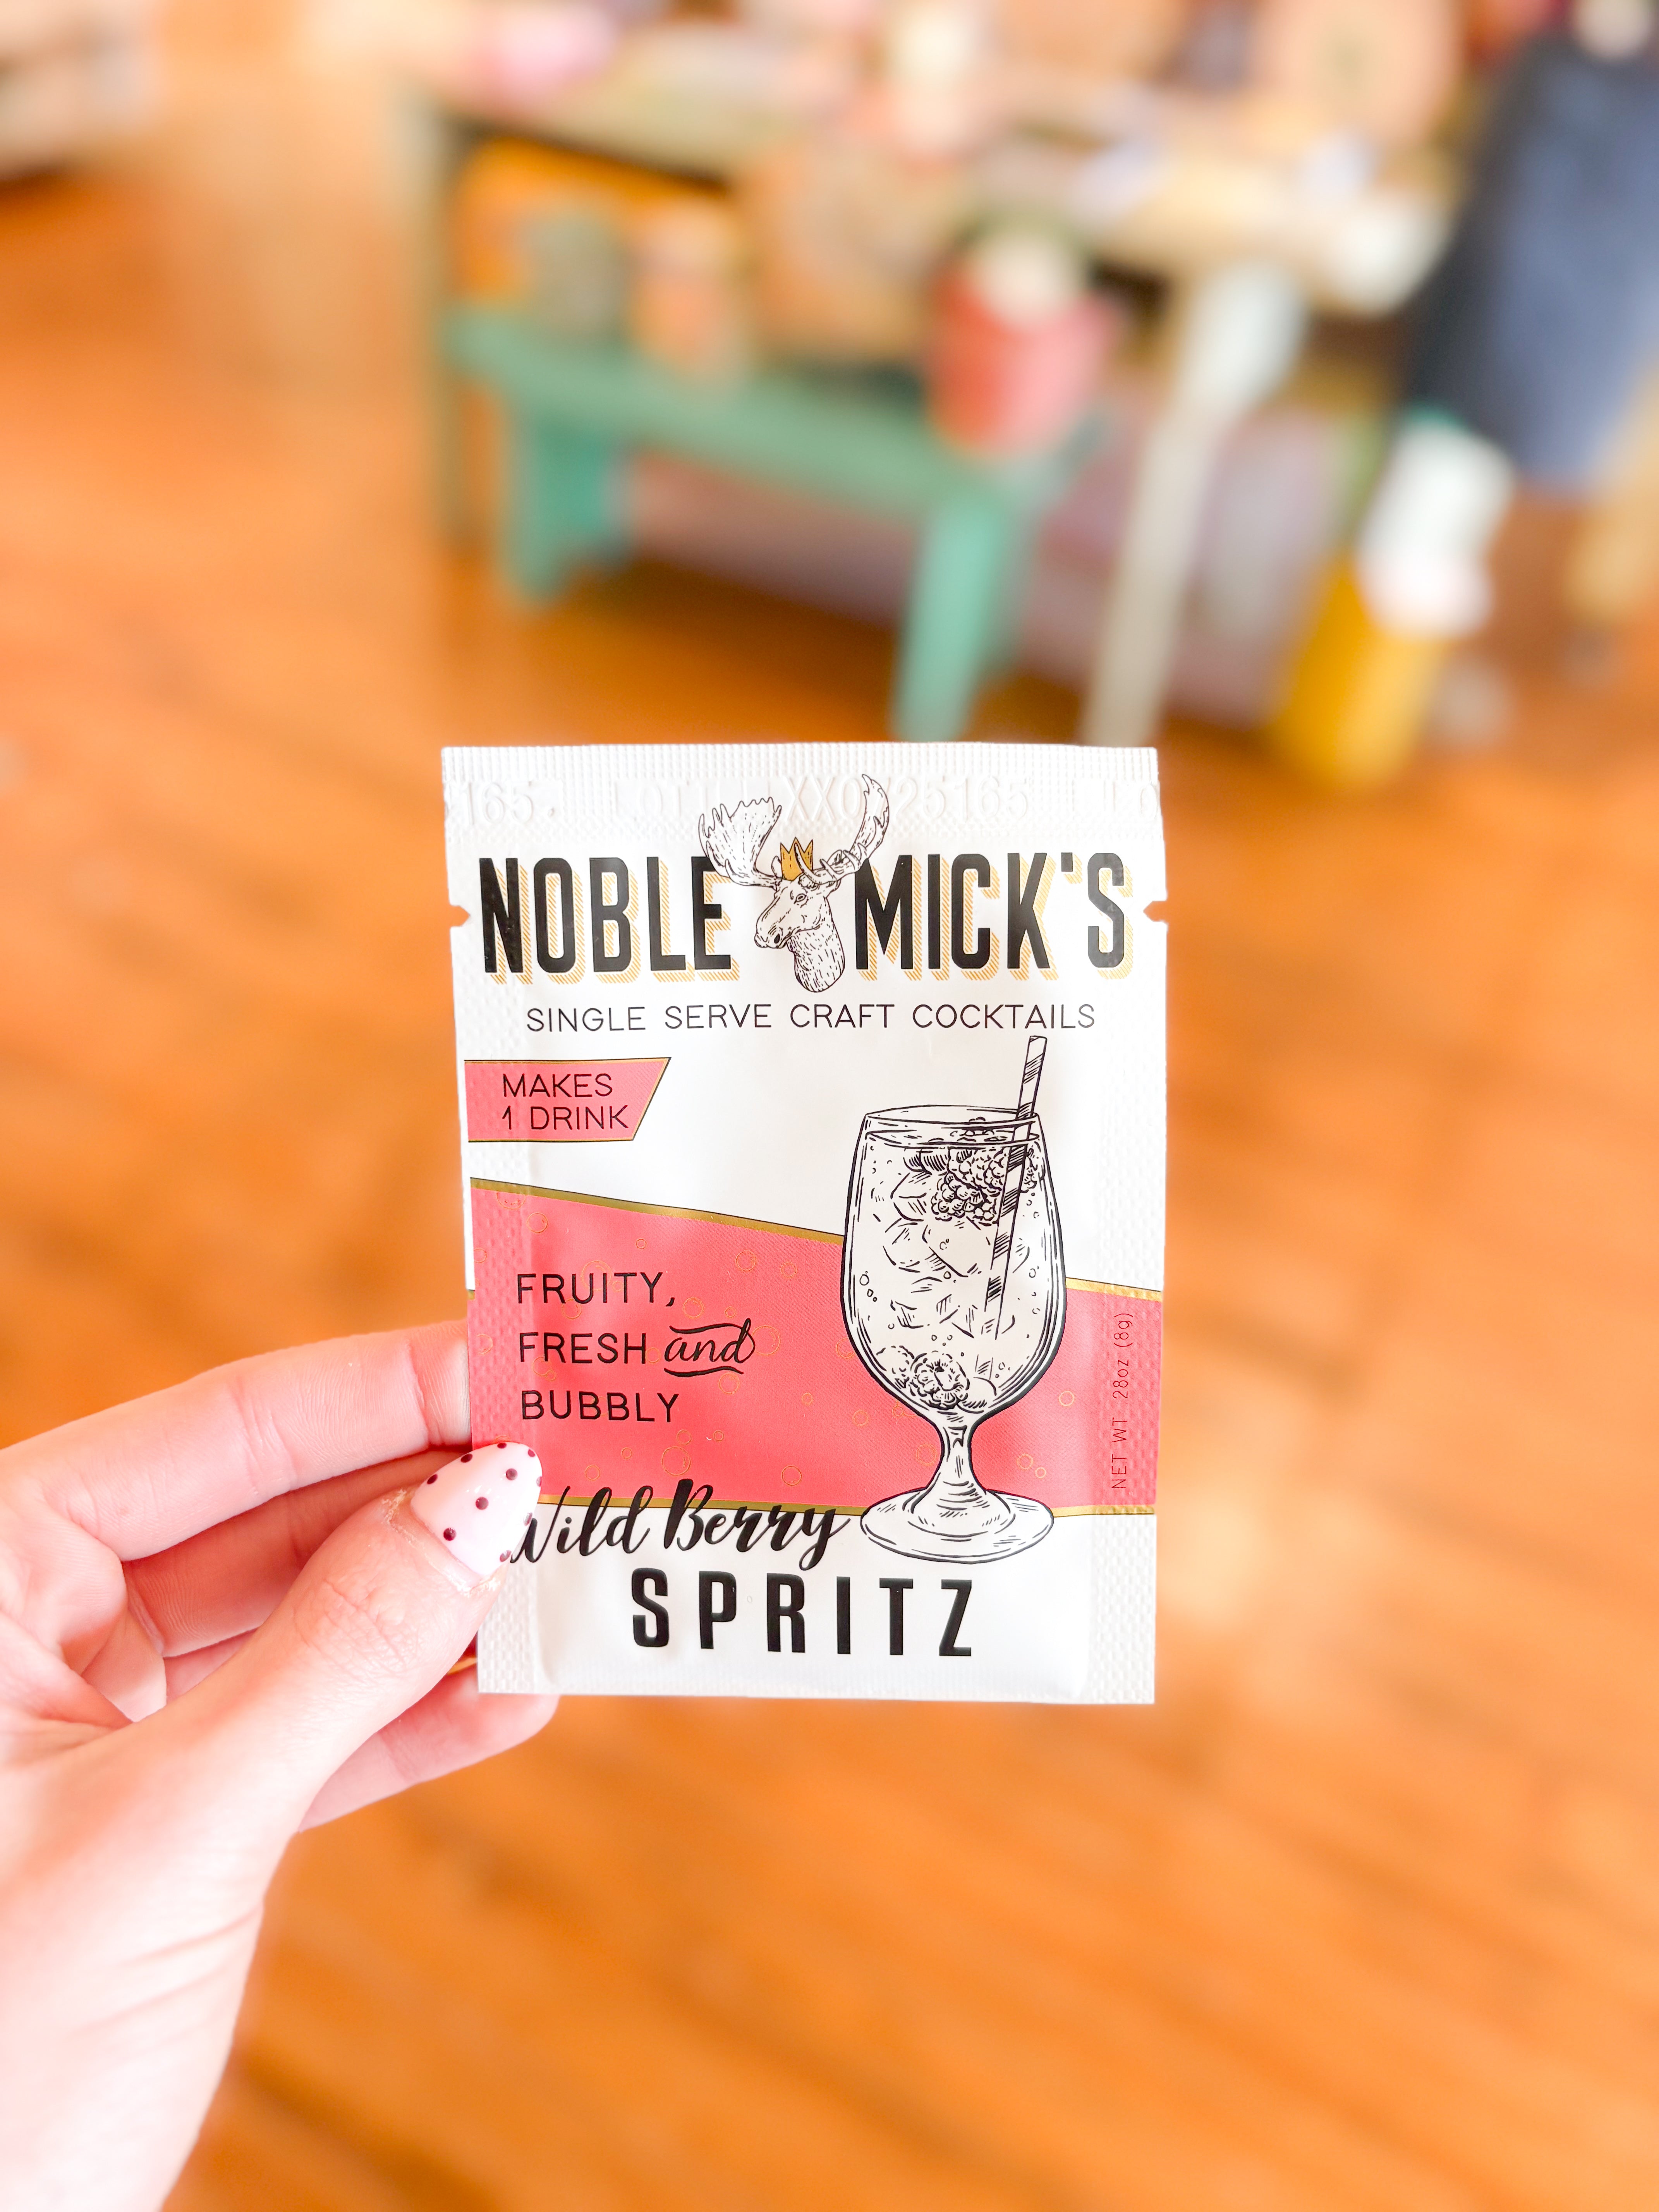 NOBLE MICK'S
SINGLE SERVE CRAFT COCKTAILS
MAKES
1 DRINK
FRUITY,
FRESH and
BUBBLY
Wild Berry
SPRITZ
NET WT 28oz (8g)